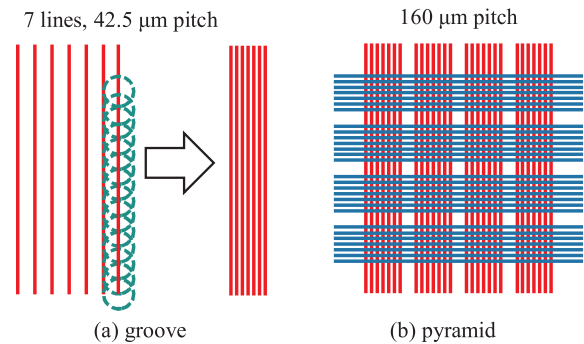 7 lines, 42.5 μm pitch
160 μm pitch
(a) groove
(b) pyramid